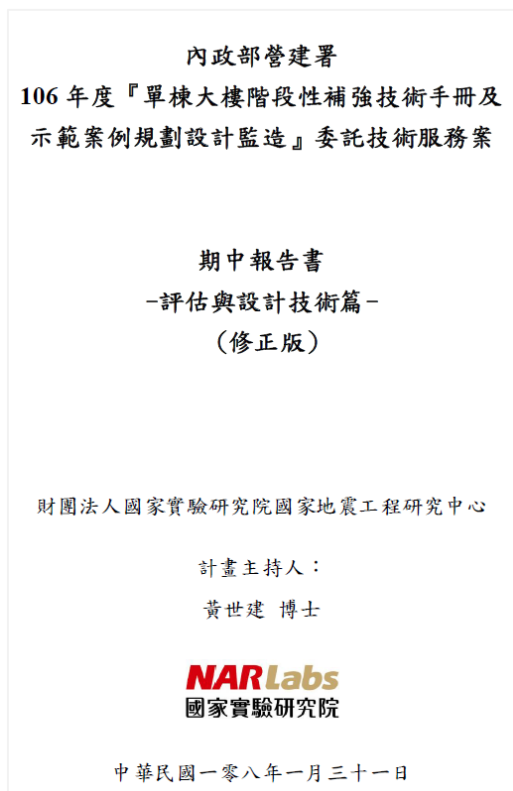 內政部營建署
106 年度『單棟大樓階段性補強技術手冊及
示範案例規劃設計監造』委託技術服務案
期中報告書
-評估與設計技術篇-
（修正版）
財團法人國家實驗研究院國家地震工程研究中心
計畫主持人：
黃世建 博士
NARLabs
國家實驗研究院
中華民國一零八年一月三十一日